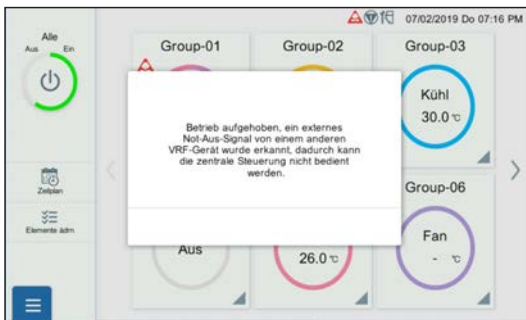 07/02/2019 Do 07:16 PM
Alle
Aus Ein
Group-01
Group-02
Group-03
Kühl
30.0 °C
Betrieb aufgehoben, ein externes
Not-Aus-Signal von einem anderen
VRF-Gerät wurde erkannt, dadurch kann
die zentrale Steuerung nicht bedient
werden.
Zeitplan
Elemente ädm
Group-06
Aus
26.0 °C
Fan
- °C